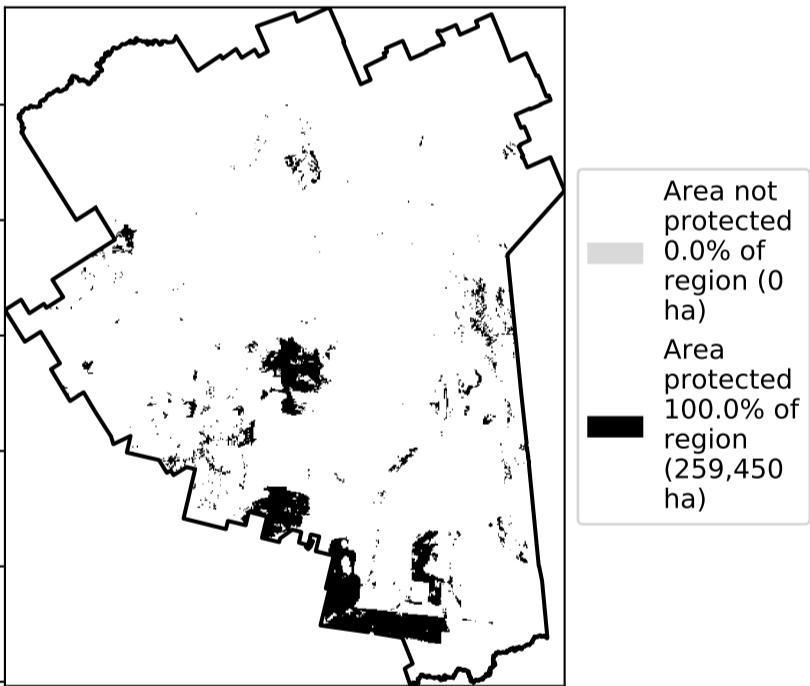 Area not
protected
0.0% of
region (0
ha)
Area
protected
100.0% of
region
(259,450
ha)